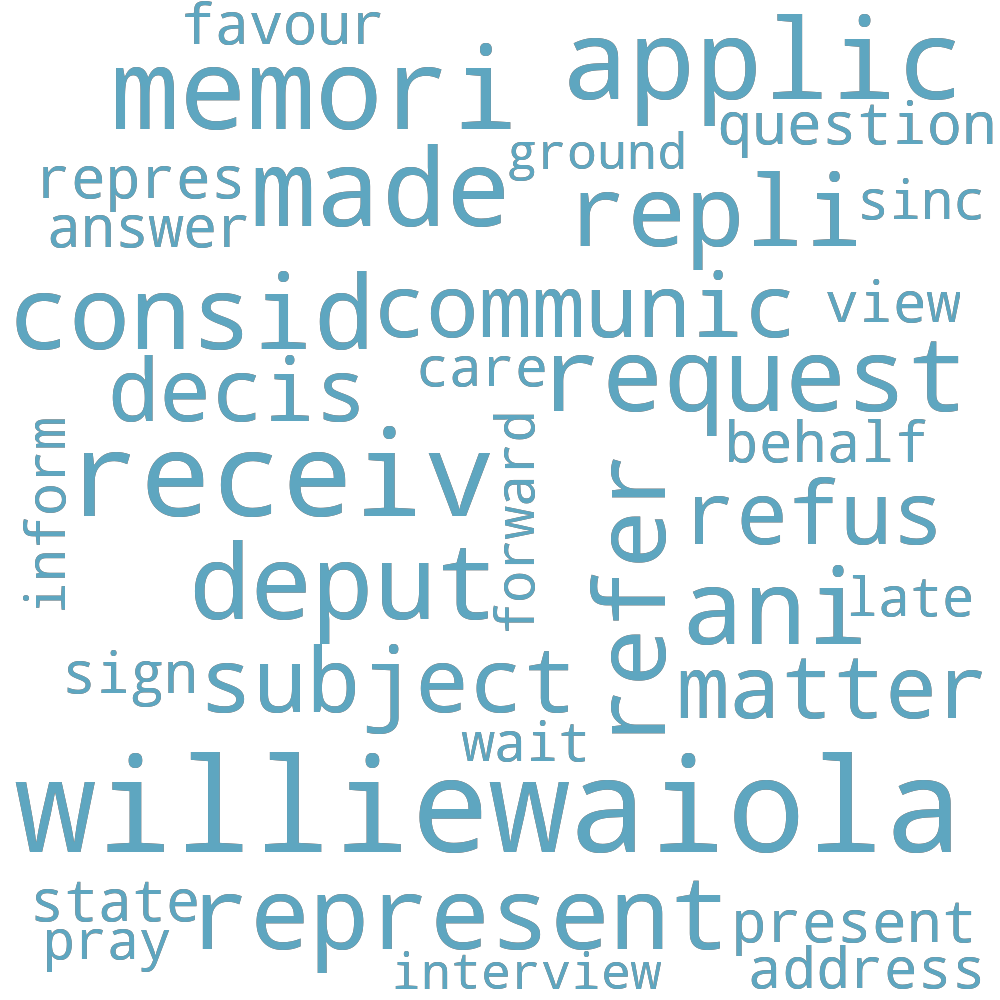 favour
memori
applic
question
ground
repres
made
repli
sinc
answer
consid
communic
view
decis
care
request
inform
receiv
forward
refer
behalf
refus
deput
ani
late
sign
subject
matter
wait
williewaiola
state
represent
present
pray
interview
address